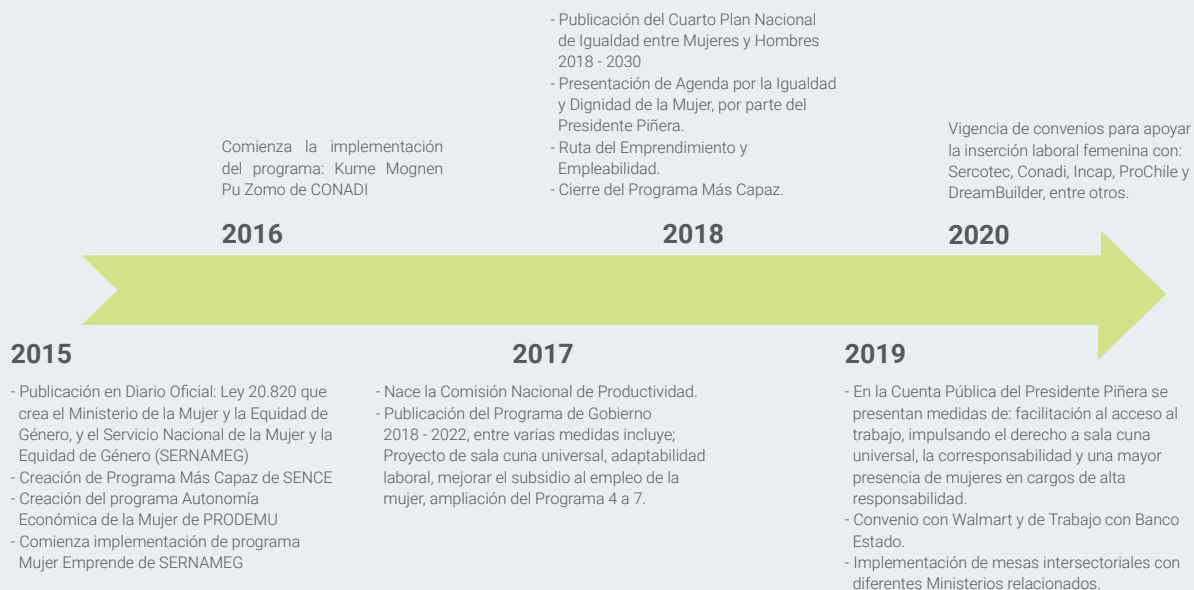 - Publicación del Cuarto Plan Nacional
de Igualdad entre Mujeres y Hombres
2018 - 2030
- Presentación de Agenda por la Igualdad
y Dignidad de la Mujer, por parte del
Presidente Piñera.
- Ruta del Emprendimiento y
Empleabilidad.
- Cierre del Programa Más Capaz.
Comienza la implementación
del programa: Kume Mognen
Pu Zomo de CONADI
Vigencia de convenios para apoyar
la inserción laboral femenina con:
Sercotec, Conadi, Incap, ProChile y
DreamBuilder, entre otros.
2016
2018
2020
2015
2017
2019
- Publicación en Diario Oficial: Ley 20.820 que
crea el Ministerio de la Mujer y la Equidad de
Género, y el Servicio Nacional de la Mujer y la
Equidad de Género (SERNAMEG)
- Creación de Programa Más Capaz de SENCE
- Creación del programa Autonomía
Económica de la Mujer de PRODEMU
- Comienza implementación de programa
Mujer Emprende de SERNAMEG
- Nace la Comisión Nacional de Productividad.
- Publicación del Programa de Gobierno
2018 - 2022, entre varias medidas incluye;
Proyecto de sala cuna universal, adaptabilidad
laboral, mejorar el subsidio al empleo de la
mujer, ampliación del Programa 4 a 7.
- En la Cuenta Pública del Presidente Piñera se
presentan medidas de: facilitación al acceso al
trabajo, impulsando el derecho a sala cuna
universal, la corresponsabilidad y una mayor
presencia de mujeres en cargos de alta
responsabilidad.
- Convenio con Walmart y de Trabajo con Banco
Estado.
- Implementación de mesas intersectoriales con
diferentes Ministerios relacionados.